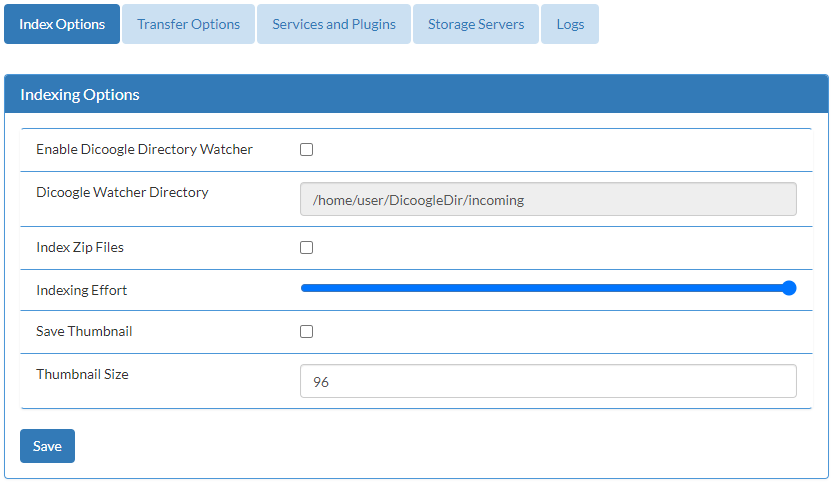 Index Options Transfer Options Services and Plugins Storage Servers Logs
Indexing Options
Enable Dicoogle Directory Watcher
Dicoogle Watcher Directory /home/user/DicoogleDir/incoming
Index Zip Files
Indexing Effort
Save Thumbnail
Thumbnail Size 96
Save